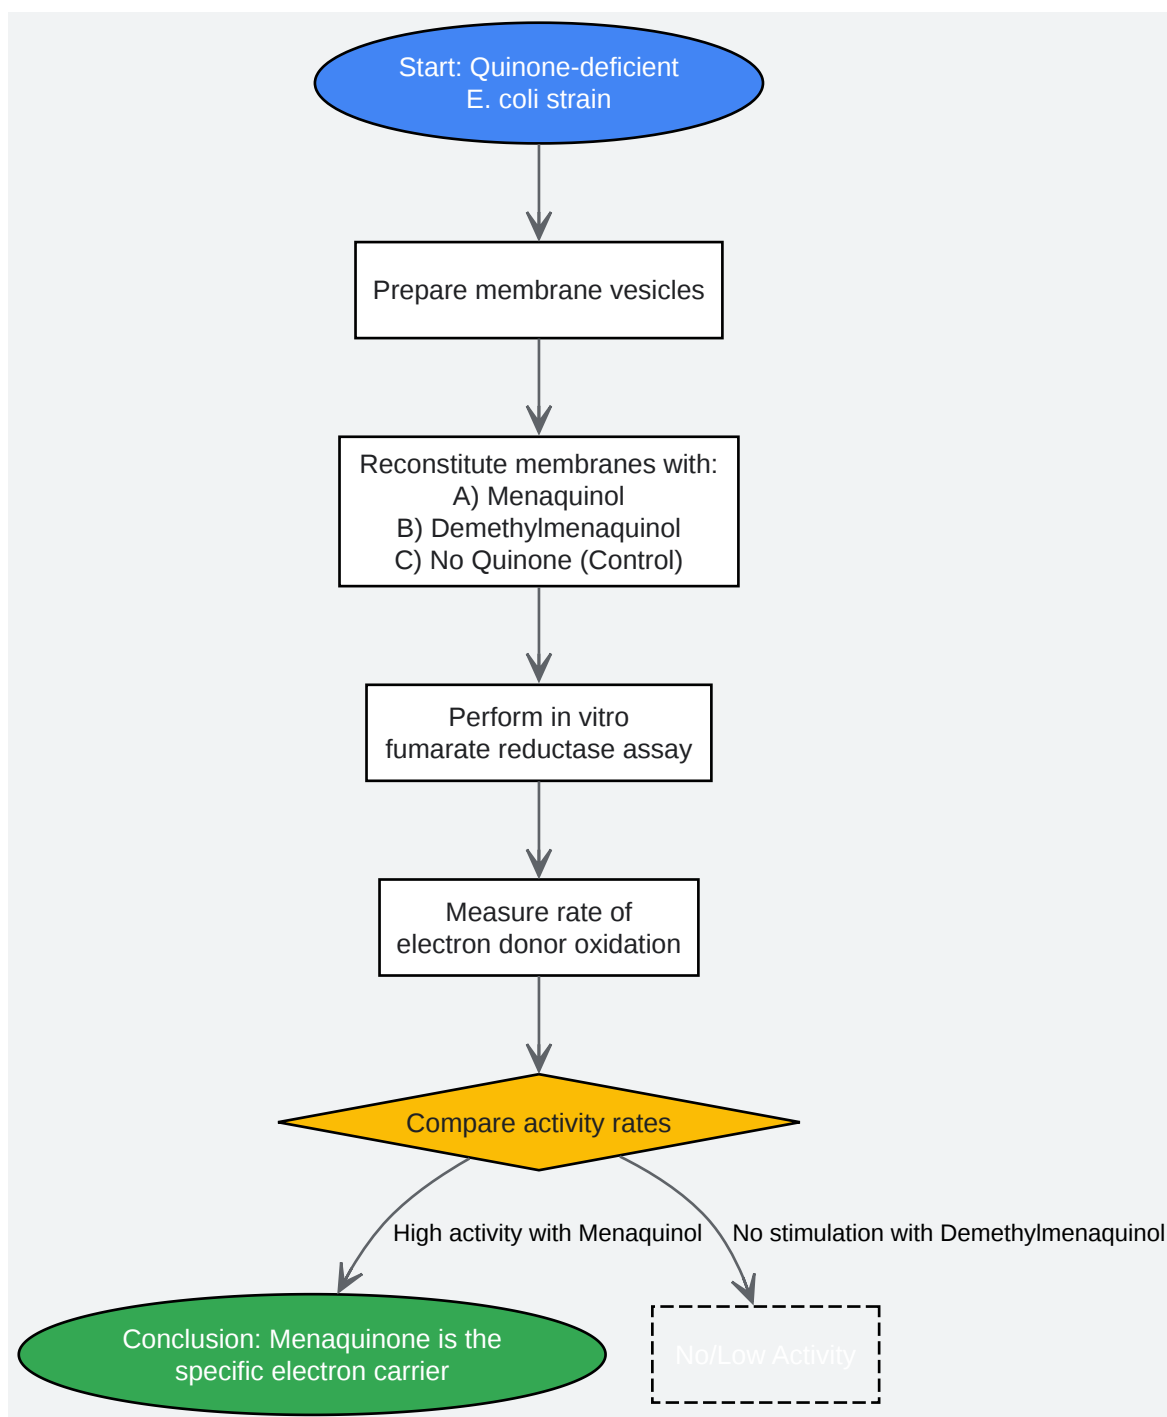 Start: Quinone-deficient
E. coli strain
Prepare membrane vesicles
Reconstitute membranes with:
A) Menaquinol
B) Demethylmenaquinol
C) No Quinone (Control)
Perform in vitro
fumarate reductase assay
Measure rate of
electron donor oxidation
Compare activity rates
High activity with Menaquinol
No stimulation with Demethylmenaquinol
Conclusion: Menaquinone is the
specific electron carrier
No/Low Activity